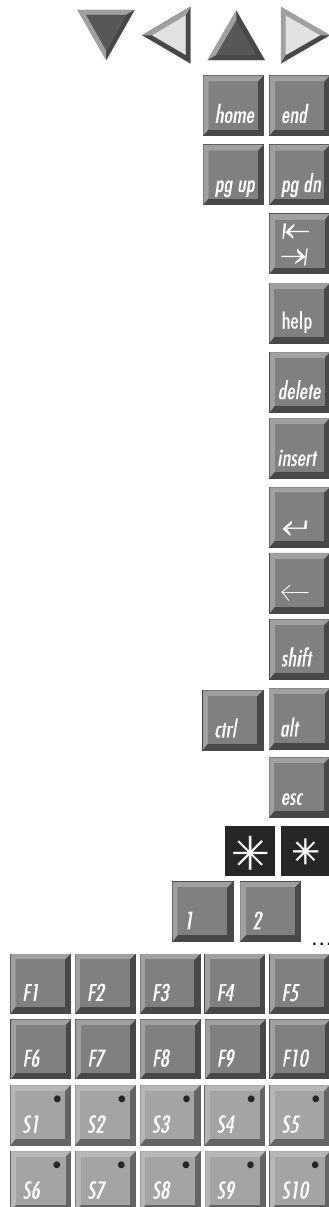 home end
pg up pg dn
help
delete
insert
shift
ctrl alt
esc
1 2 ...
F1 F2 F3 F4 F5
F6 F7 F8 F9 F10
S1 S2 S3 S4 S5
S6 S7 S8 S9 S10